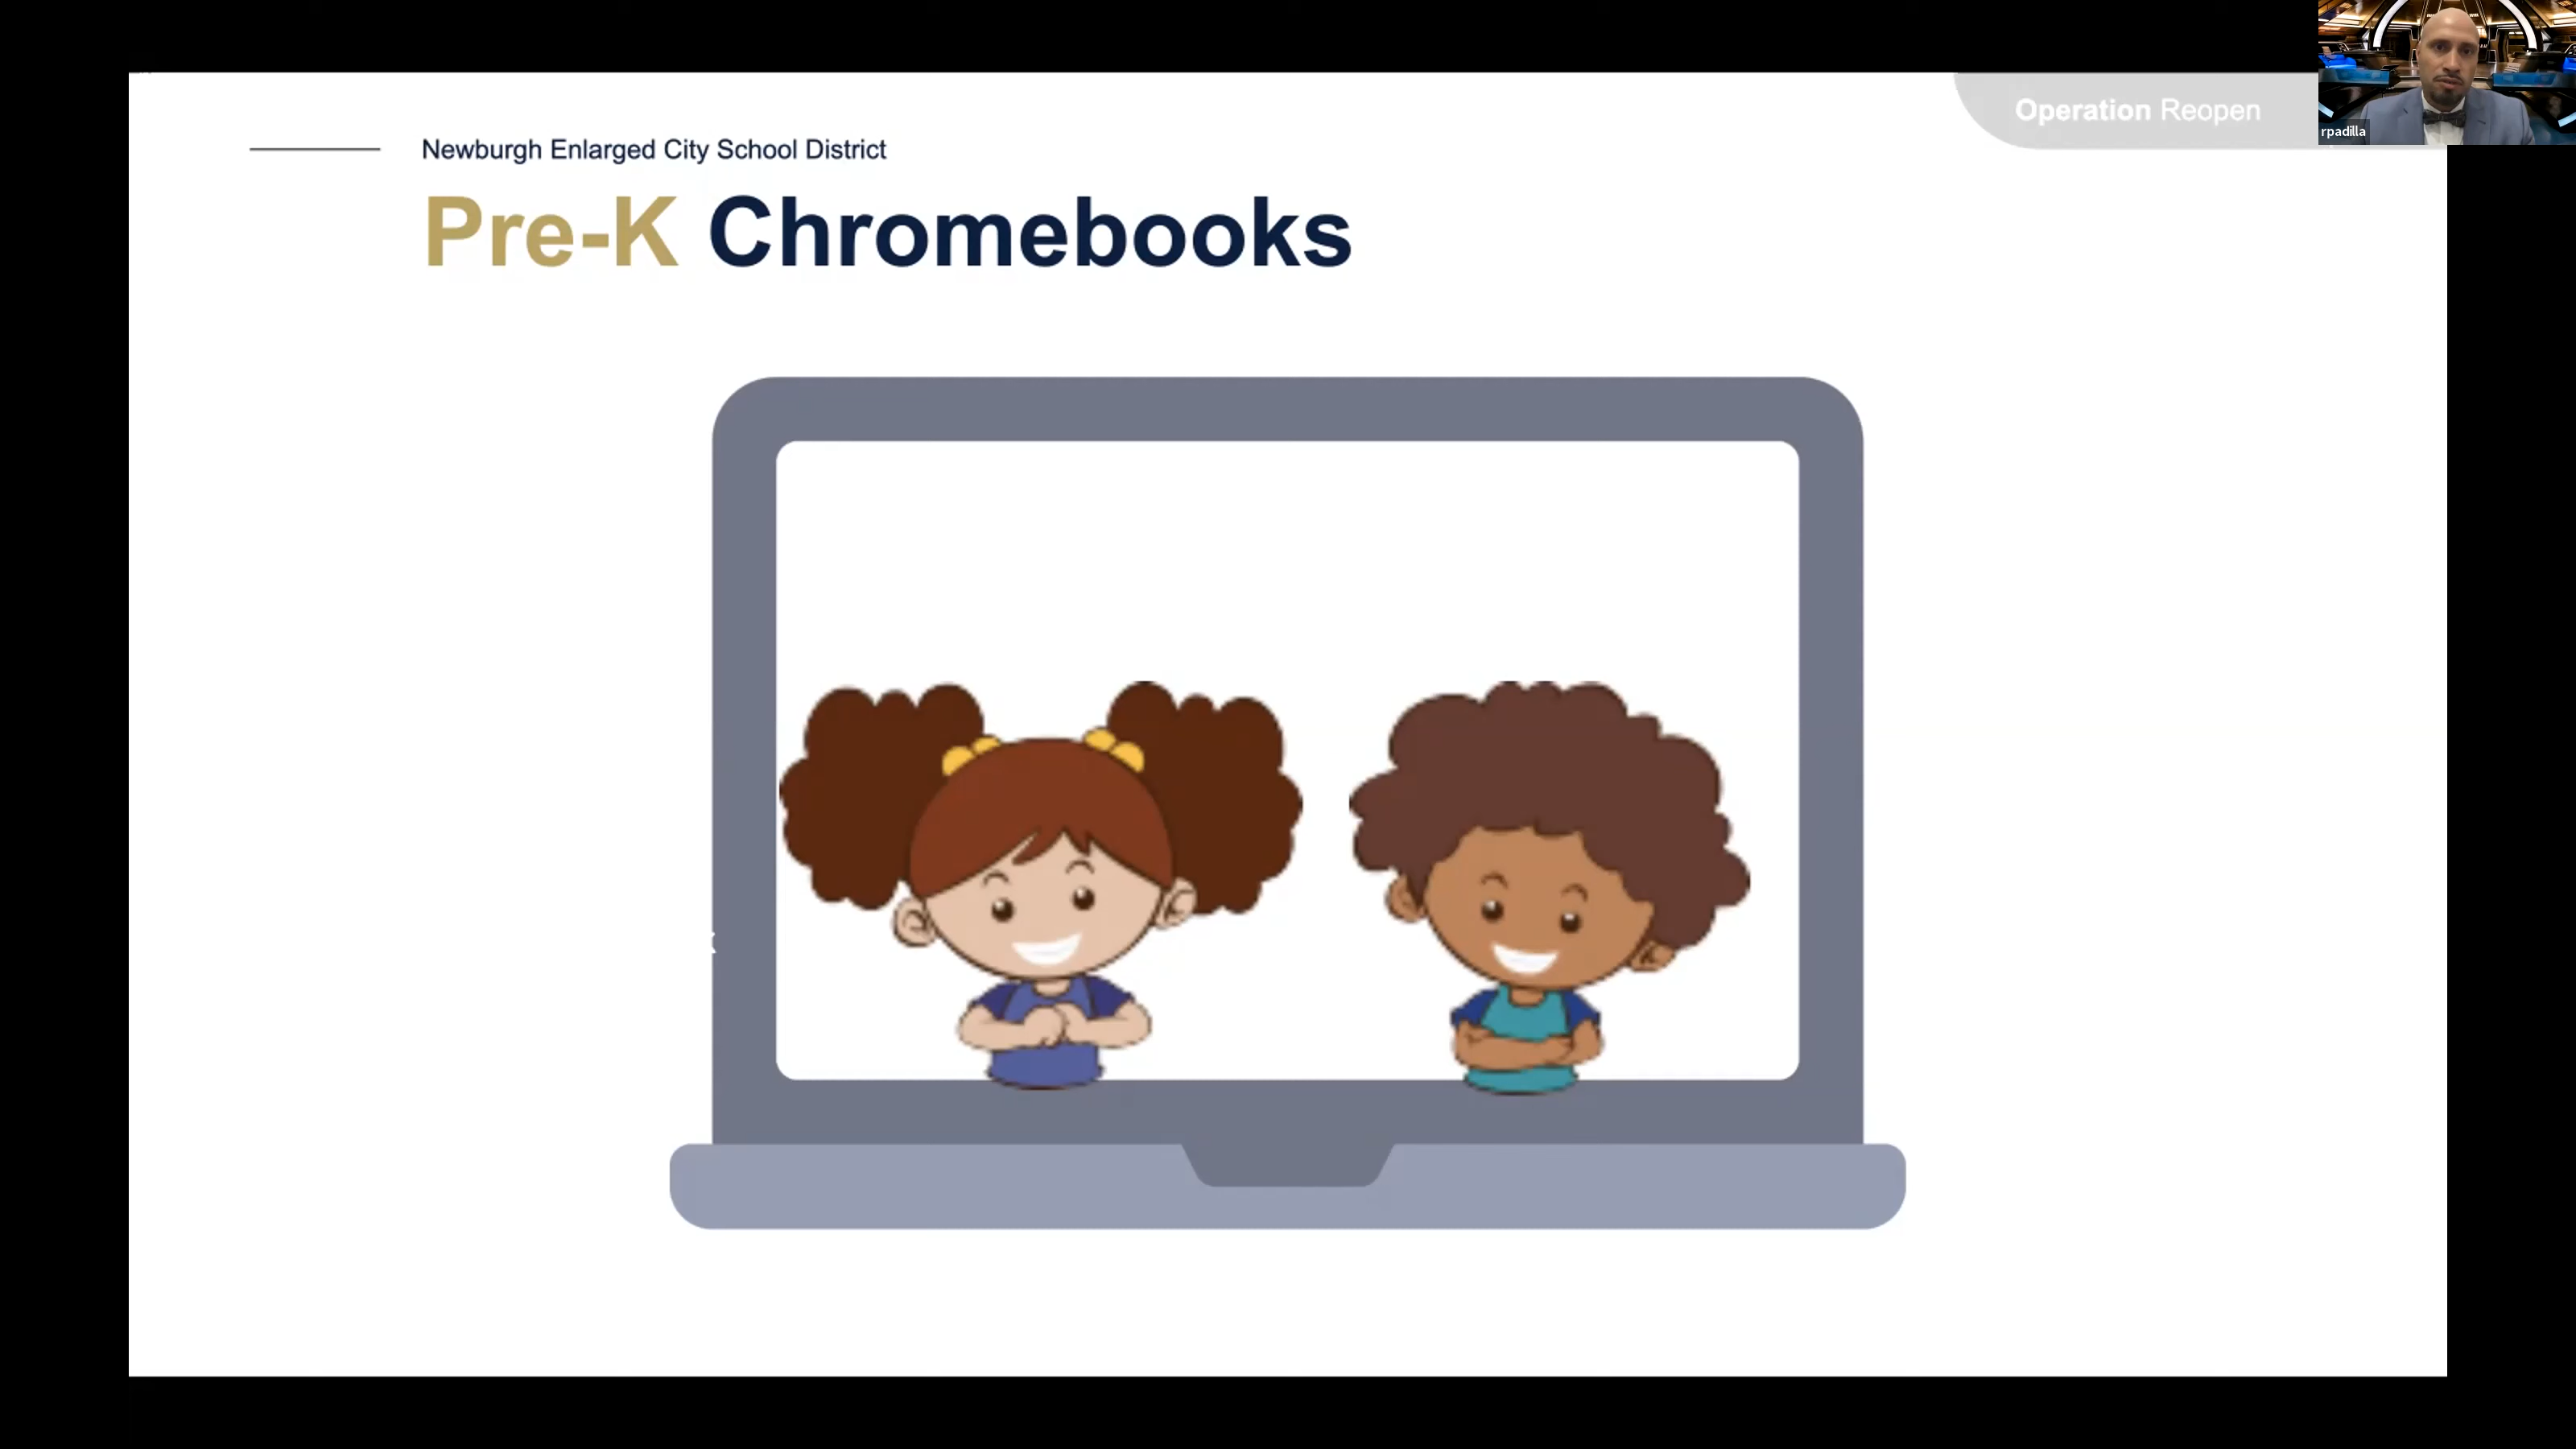 Operation Reopen
rpadilla
Newburgh Enlarged City School District
Pre-K Chromebooks